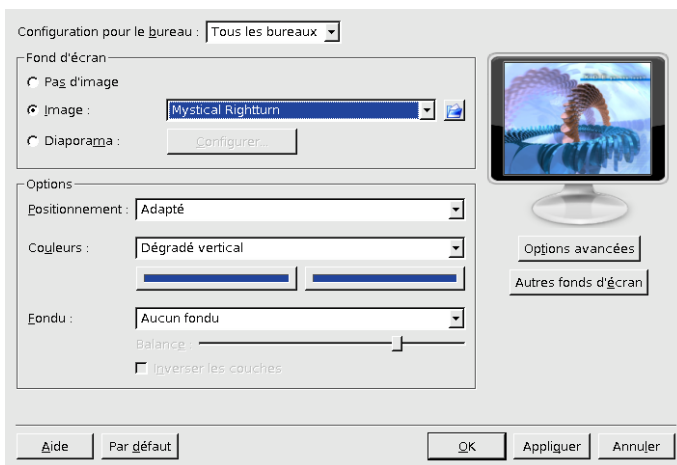 Configuration pour le bureau : Tous les bureaux
Fond d'écran
Pas d'image
Image : Mystical Rightturn
Diaporama : Configurer...
Options
Positionnement : Adapté
Couleurs : Dégradé vertical
Options avancées
Autres fonds d'écran
Fondu : Aucun fondu
Balance :
Inverser les couches
Aide Par défaut OK Appliquer Annuler